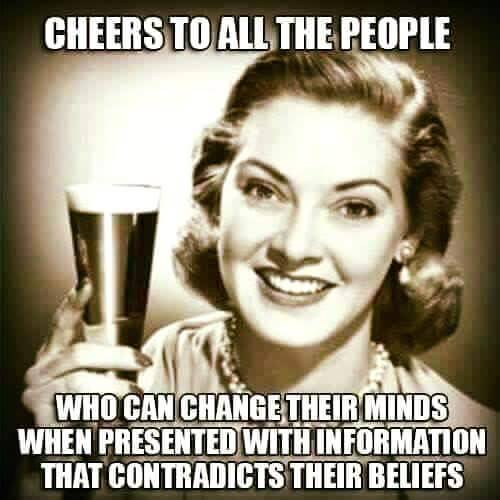 CHEERS TO ALL THE PEOPLE
WHO CAN CHANGE THEIR MINDS
WHEN PRESENTED WITH INFORMATION
THAT CONTRADICTS THEIR BELIEFS